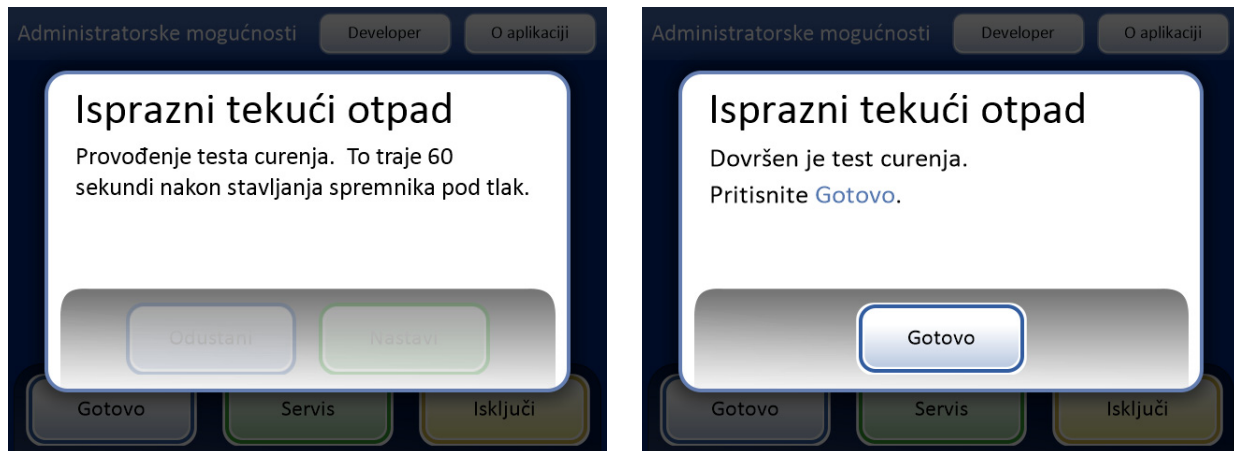 Administratorske mogućnosti Developer O aplikaciji
Isprazni tekući otpad
Provođenje testa curenja. To traje 60
sekundi nakon stavljanja spremnika pod tlak.
Odustani Nastavi
Gotovo Servis Isključi
Administratorske mogućnosti Developer O aplikaciji
Isprazni tekući otpad
Dovršen je test curenja.
Pritisnite Gotovo.
Gotovo
Gotovo Servis Isključi